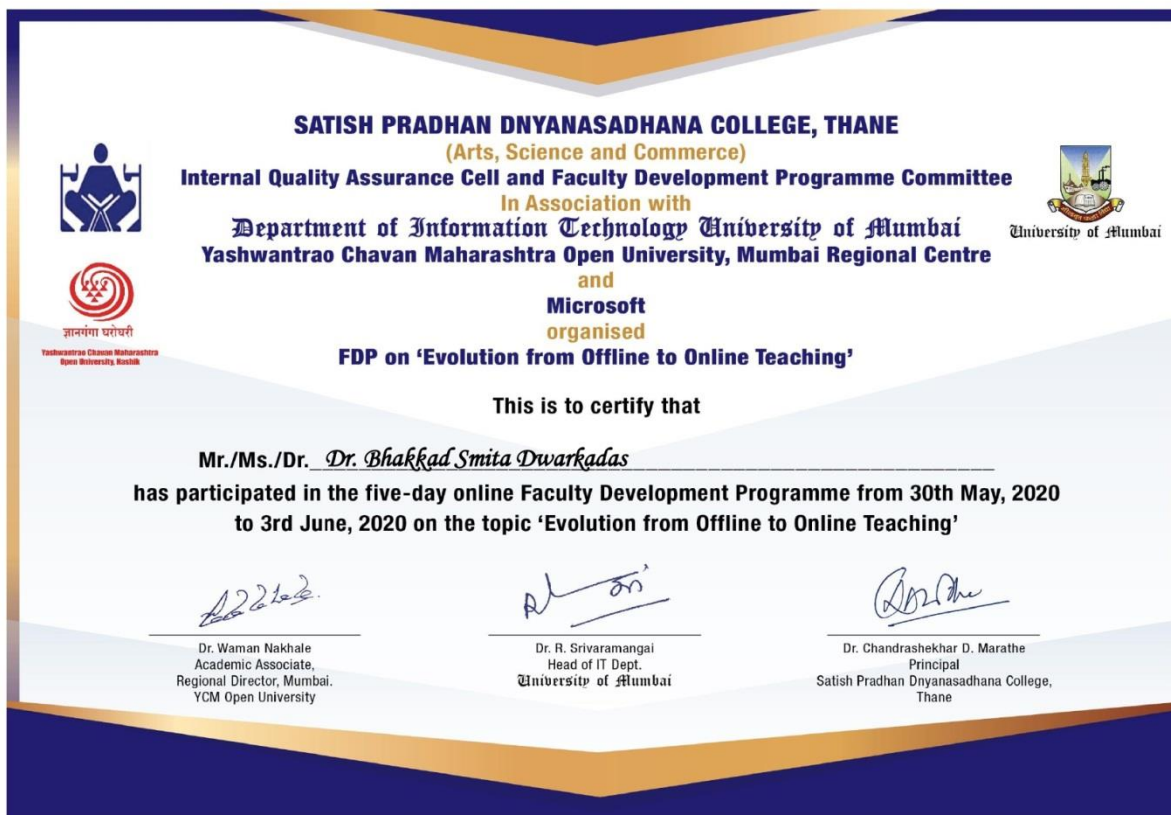 SATISH PRADHAN DNYANASADHANA COLLEGE, THANE
(Arts, Science and Commerce)
Internal Quality Assurance Cell and Faculty Development Programme Committee
In Association with
Department of Information Technology University of Mumbai
Yashwantrao Chavan Maharashtra Open University, Mumbai Regional Centre
and
Microsoft
organised
FDP on ‘Evolution from Offline to Online Teaching’
ज्ञानगंगा घरोघरी
Yashwantrao Chavan Maharashtra
Open University, Nashik
University of Mumbai
This is to certify that
Mr./Ms./Dr. Dr. Bhakkad Smita Dwarkadas
has participated in the five-day online Faculty Development Programme from 30th May, 2020
to 3rd June, 2020 on the topic ‘Evolution from Offline to Online Teaching’
Dr. Waman Nakhale
Academic Associate,
Regional Director, Mumbai.
YCM Open University
Dr. R. Srivaramangai
Head of IT Dept.
University of Mumbai
Dr. Chandrashekhar D. Marathe
Principal
Satish Pradhan Dnyanasadhana College,
Thane